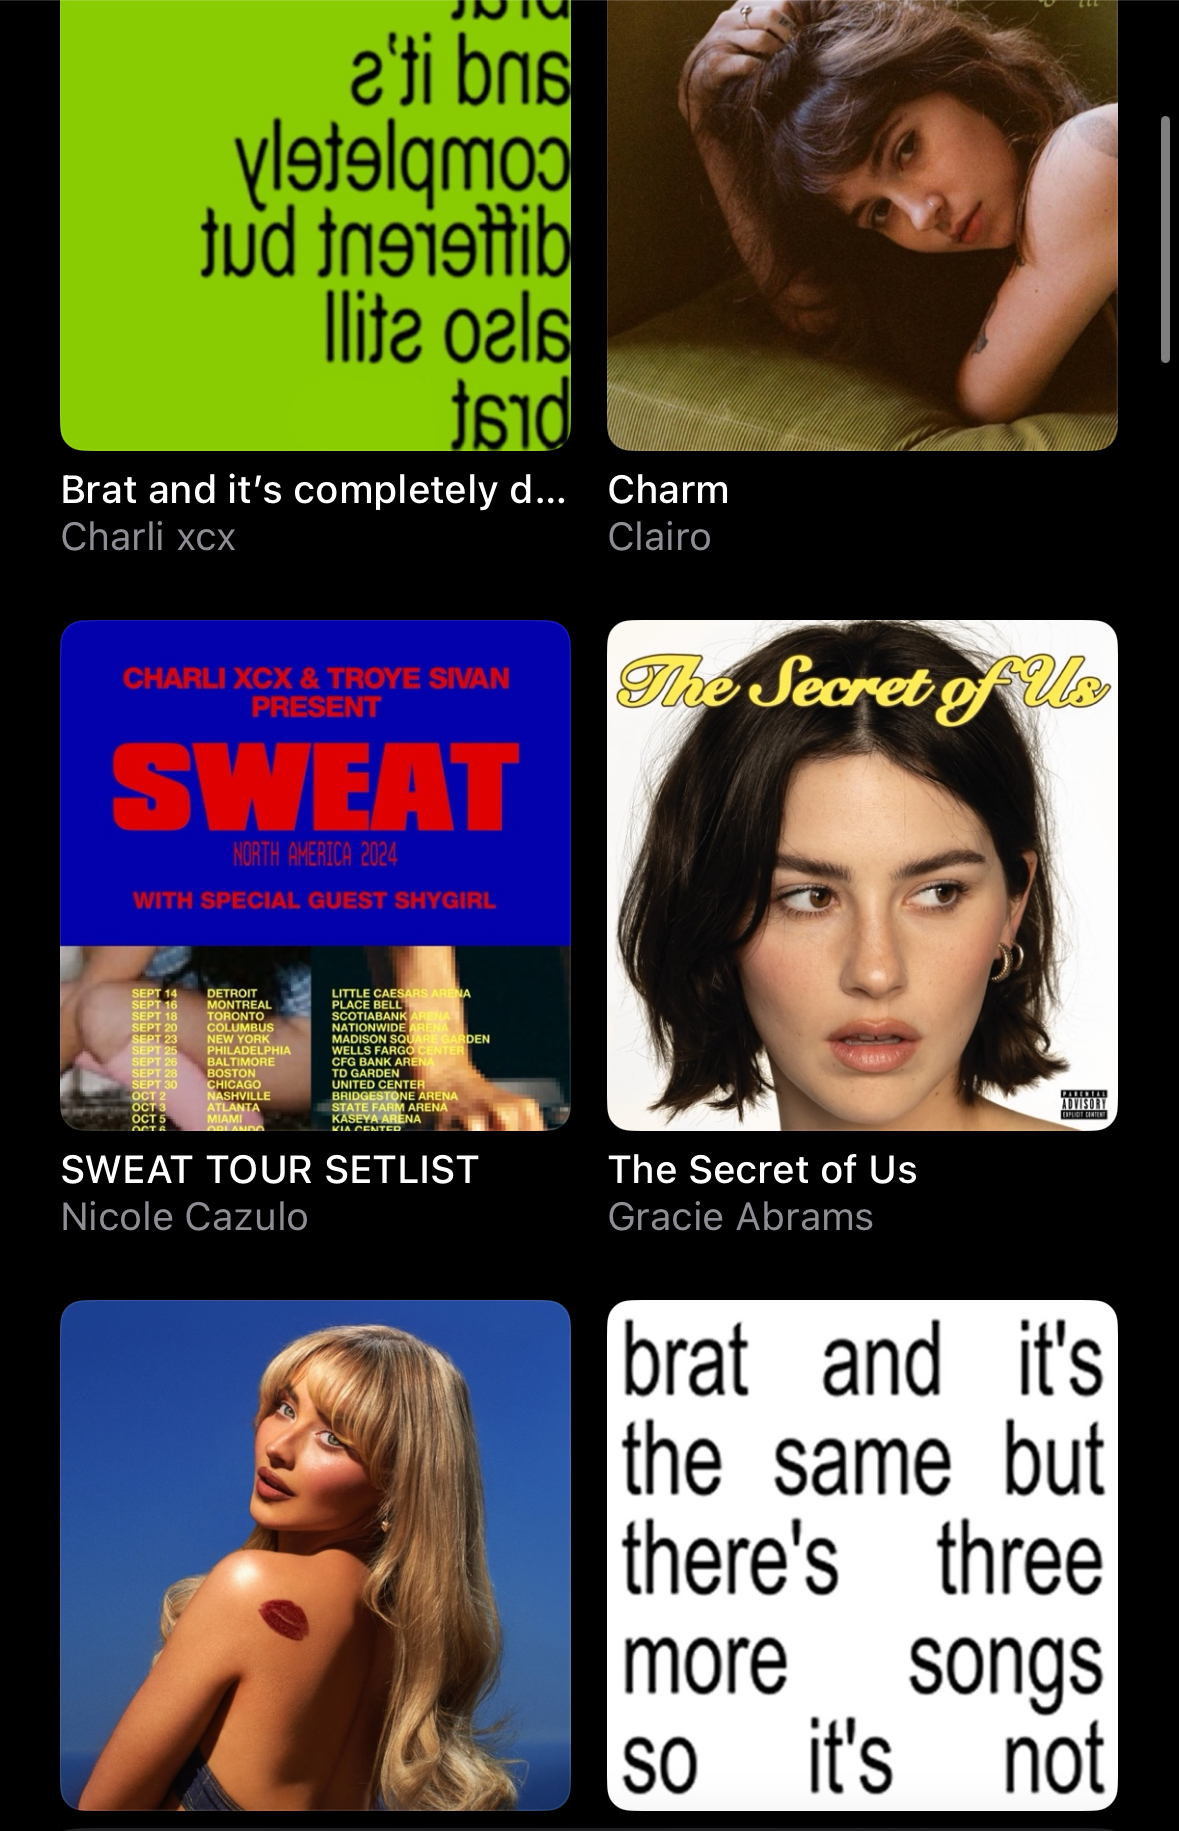 brat
and it's
completely
different but
also still
brat
Brat and it’s completely d...
Charli xcx
Charm
Clairo
CHARLI XCX & TROYE SIVAN
PRESENT
SWEAT
NORTH AMERICA 2024
WITH SPECIAL GUEST SHYGIRL
SEPT 14 DETROIT LITTLE CAESARS ARENA
SEPT 16 MONTREAL PLACE BELL
SEPT 18 TORONTO SCOTIABANK ARENA
SEPT 20 COLUMBUS NATIONWIDE ARENA
SEPT 23 NEW YORK MADISON SQUARE GARDEN
SEPT 25 PHILADELPHIA WELLS FARGO CENTER
SEPT 26 BALTIMORE CFG BANK ARENA
SEPT 28 BOSTON TD GARDEN
SEPT 30 CHICAGO UNITED CENTER
OCT 2 NASHVILLE BRIDGESTONE ARENA
OCT 3 ATLANTA STATE FARM ARENA
OCT 5 MIAMI KASEYA ARENA
OCT 6 ORLANDO KIA CENTER
SWEAT TOUR SETLIST
Nicole Cazulo
The Secret of Us
PARENTAL
ADVISORY
EXPLICIT CONTENT
The Secret of Us
Gracie Abrams
brat and it's
the same but
there's three
more songs
so it's not